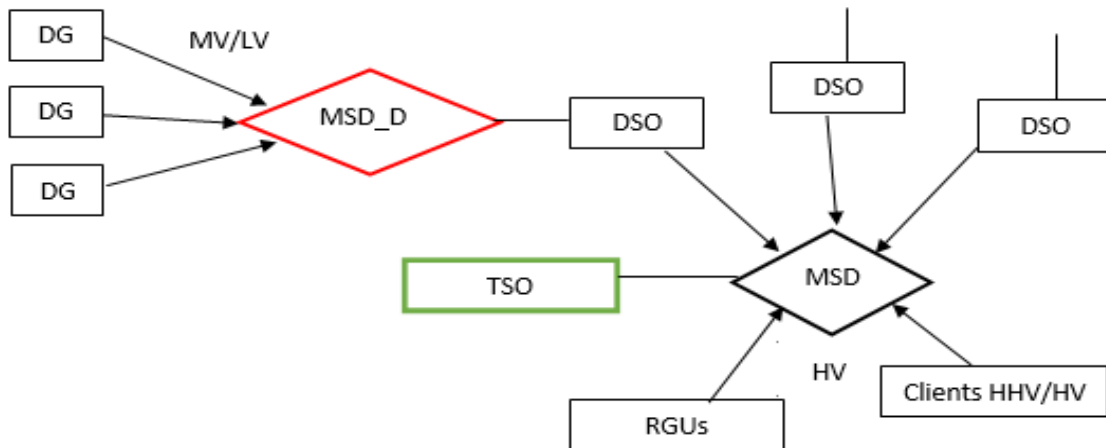 DG
MV/LV
DSO
DG
MSD_D
DSO
DSO
DG
TSO
MSD
HV
Clients HHV/HV
RGUs